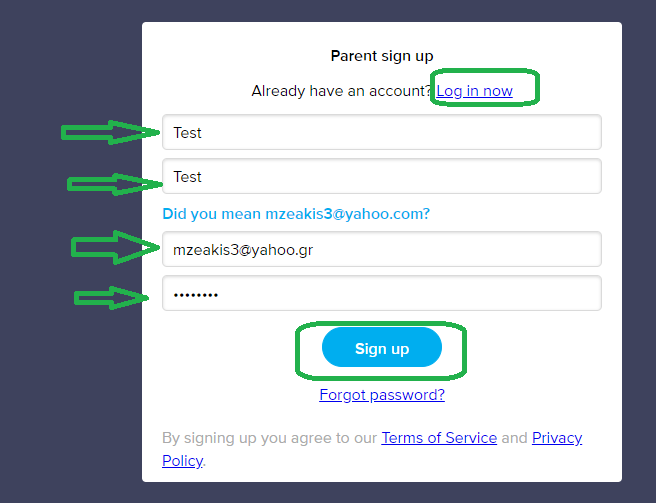 Parent sign up
Already have an account? Log in now
Test
Test
Did you mean mzeakis3@yahoo.com?
mzeakis3@yahoo.gr
••••••••
Sign up
Forgot password?
By signing up you agree to our Terms of Service and Privacy
Policy.